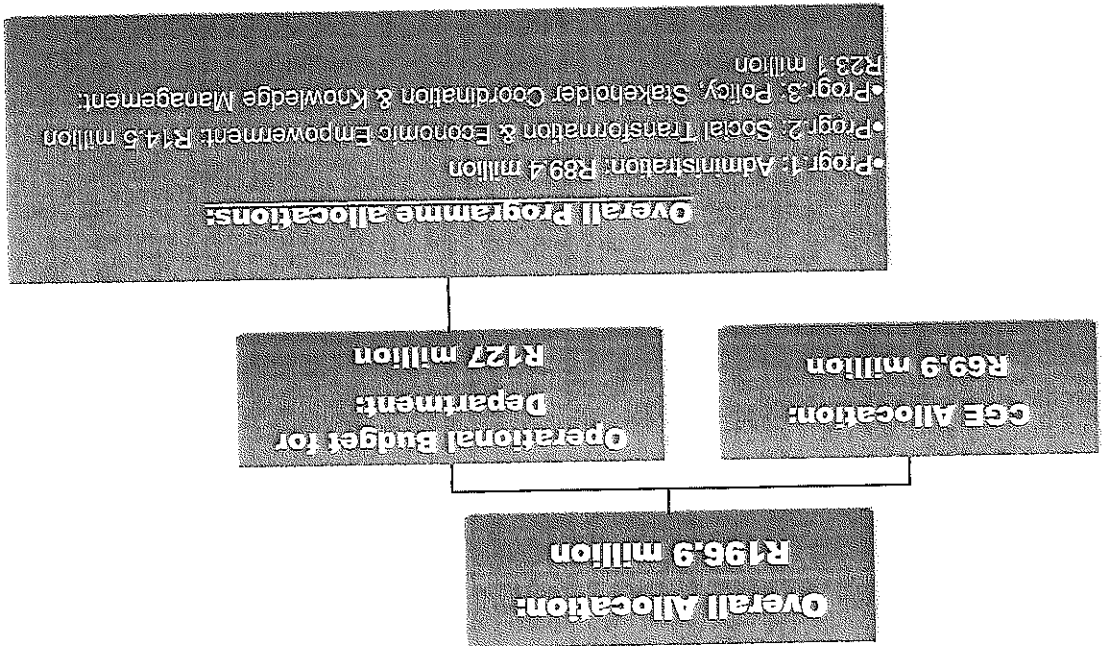 Overall Allocation:
R196.9 million
CGE Allocation:
R69.9 million
Operational Budget for
Department:
R127 million
Overall Programme allocations:
•Progr.1: Administration: R89.4 million
•Progr.2: Social Transformation & Economic Empowerment: R14.5 million
•Progr.3: Policy, Stakeholder Coordination & Knowledge Management:
R23.1 million